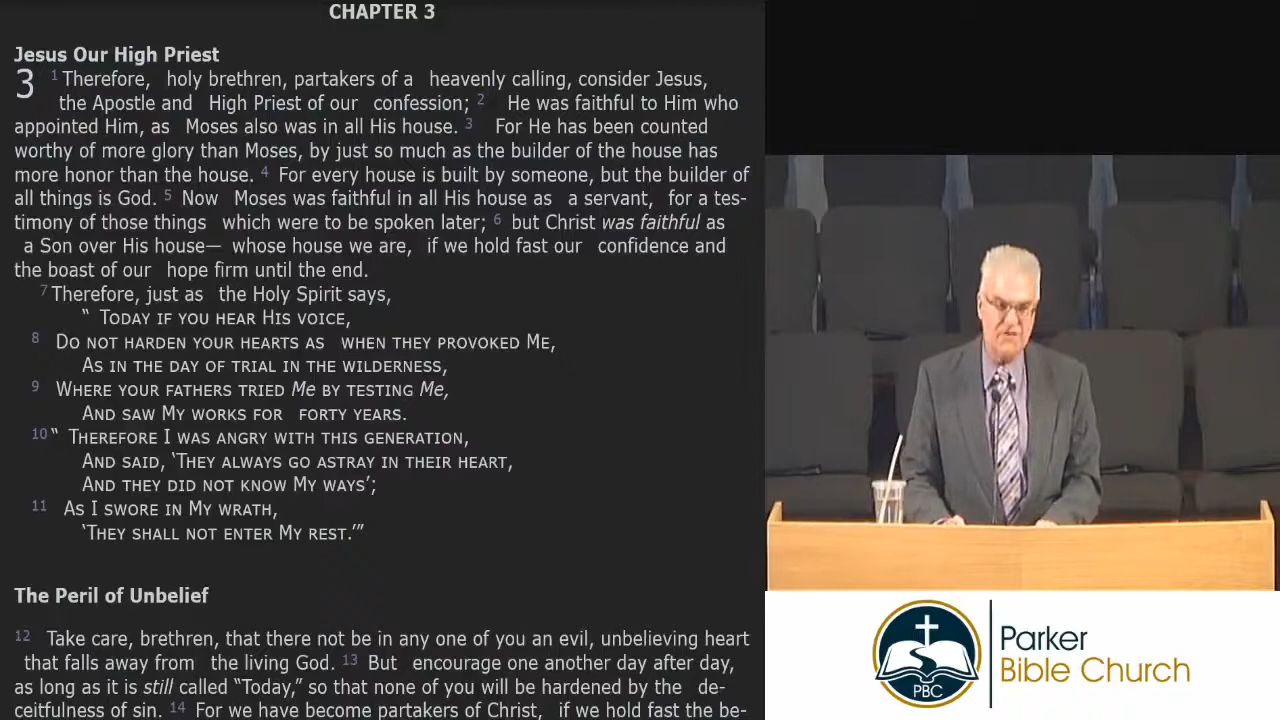 CHAPTER 3
Jesus Our High Priest
3 1 Therefore, holy brethren, partakers of a heavenly calling, consider Jesus,
the Apostle and High Priest of our confession; 2 He was faithful to Him who
appointed Him, as Moses also was in all His house. 3 For He has been counted
worthy of more glory than Moses, by just so much as the builder of the house has
more honor than the house. 4 For every house is built by someone, but the builder of
all things is God. 5 Now Moses was faithful in all His house as a servant, for a tes-
timony of those things which were to be spoken later; 6 but Christ was faithful as
a Son over His house— whose house we are, if we hold fast our confidence and
the boast of our hope firm until the end.
7 Therefore, just as the Holy Spirit says,
“ TODAY IF YOU HEAR HIS VOICE,
8 DO NOT HARDEN YOUR HEARTS AS WHEN THEY PROVOKED ME,
AS IN THE DAY OF TRIAL IN THE WILDERNESS,
9 WHERE YOUR FATHERS TRIED Me BY TESTING Me,
AND SAW MY WORKS FOR FORTY YEARS.
10 “ THEREFORE I WAS ANGRY WITH THIS GENERATION,
AND SAID, ‘THEY ALWAYS GO ASTRAY IN THEIR HEART,
AND THEY DID NOT KNOW MY WAYS’;
11 AS I SWORE IN MY WRATH,
‘THEY SHALL NOT ENTER MY REST.’”
The Peril of Unbelief
12 Take care, brethren, that there not be in any one of you an evil, unbelieving heart
that falls away from the living God. 13 But encourage one another day after day,
as long as it is still called “Today,” so that none of you will be hardened by the de-
ceitfulness of sin. 14 For we have become partakers of Christ, if we hold fast the be-
PBC
Parker
Bible Church